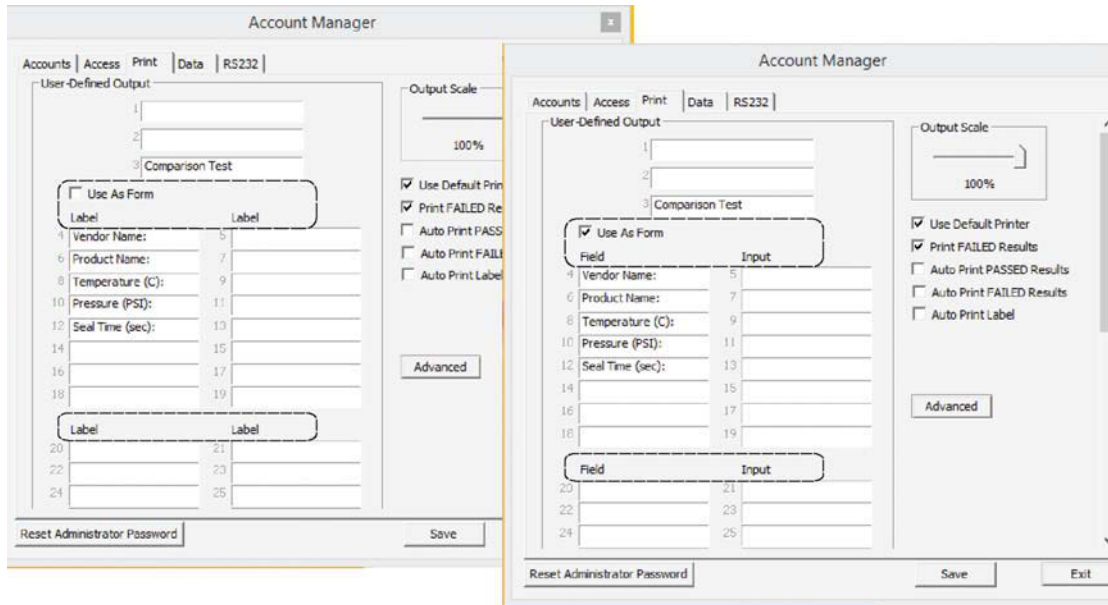 Account Manager
x
Accounts Access Print Data RS232
User-Defined Output
Output Scale
1
2
100%
3 Comparison Test
Use As Form
Use Default Prin
Label Label
Print FAILED Re
4 Vendor Name: 5
Auto Print PASS
6 Product Name: 7
Auto Print FAILE
8 Temperature (C): 9
Auto Print Labe
10 Pressure (PSI): 11
12 Seal Time (sec): 13
14 15
16 17
Advanced
18 19
Label Label
20 21
22 23
24 25
Reset Administrator Password
Save
Account Manager
Accounts Access Print Data RS232
User-Defined Output
Output Scale
1
2
100%
3 Comparison Test
Use As Form
Use Default Printer
Field Input
Print FAILED Results
4 Vendor Name: 5
Auto Print PASSED Results
6 Product Name: 7
Auto Print FAILED Results
8 Temperature (C): 9
Auto Print Label
10 Pressure (PSI): 11
12 Seal Time (sec): 13
14 15
Advanced
16 17
18 19
Field Input
20 21
22 23
24 25
Reset Administrator Password
Save
Exit